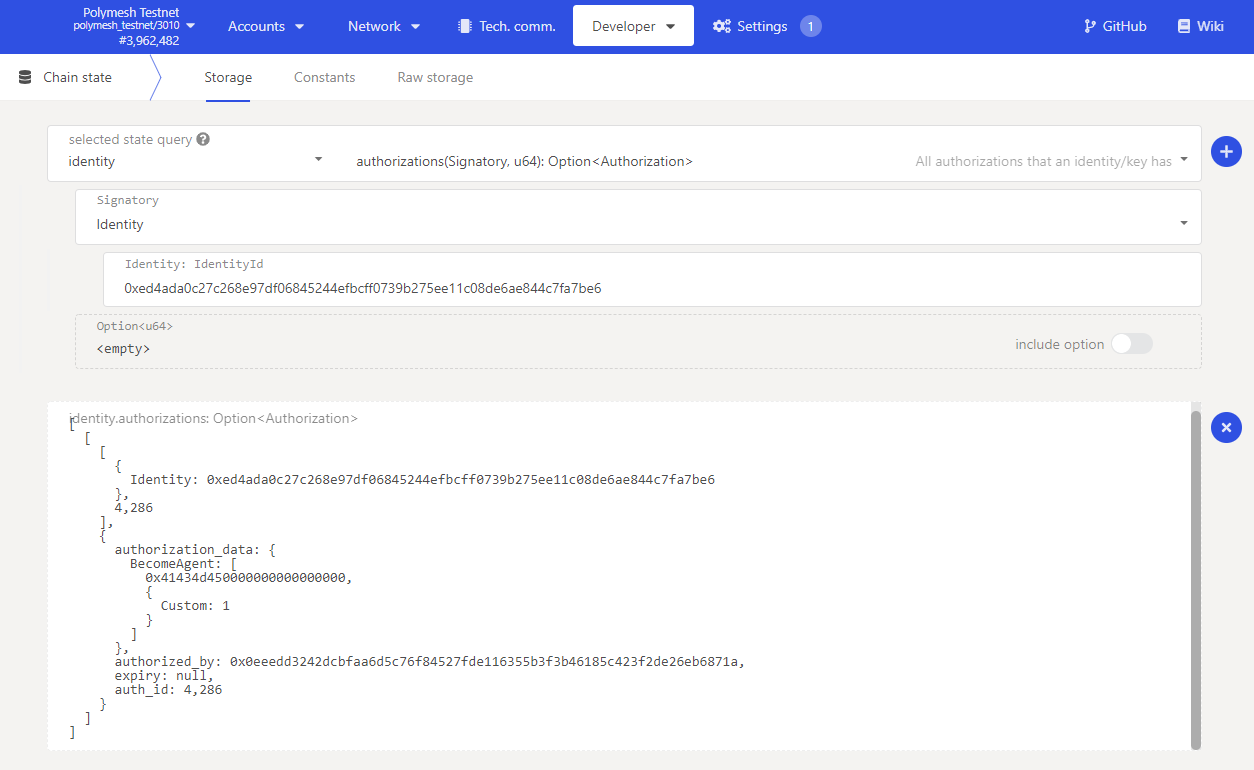 Polymesh Testnet
polymesh_testnet/3010
#3,962,482
Accounts
Network
Tech. comm.
Developer
Settings
1
GitHub
Wiki
Chain state
Storage
Constants
Raw storage
selected state query
identity
authorizations(Signatory, u64): Option<Authorization>
All authorizations that an identity/key has
Signatory
Identity
Identity: IdentityId
0xed4ada0c27c268e97df06845244efbcff0739b275ee11c08de6ae844c7fa7be6
Option<u64>
<empty>
include option
identity.authorizations: Option<Authorization>
[
[
[
{
Identity: 0xed4ada0c27c268e97df06845244efbcff0739b275ee11c08de6ae844c7fa7be6
},
4,286
],
{
authorization_data: {
BecomeAgent: [
0x41434d450000000000000000,
{
Custom: 1
}
]
},
authorized_by: 0x0eeedd3242dcbfaa6d5c76f84527fde116355b3f3b46185c423f2de26eb6871a,
expiry: null,
auth_id: 4,286
}
]
]